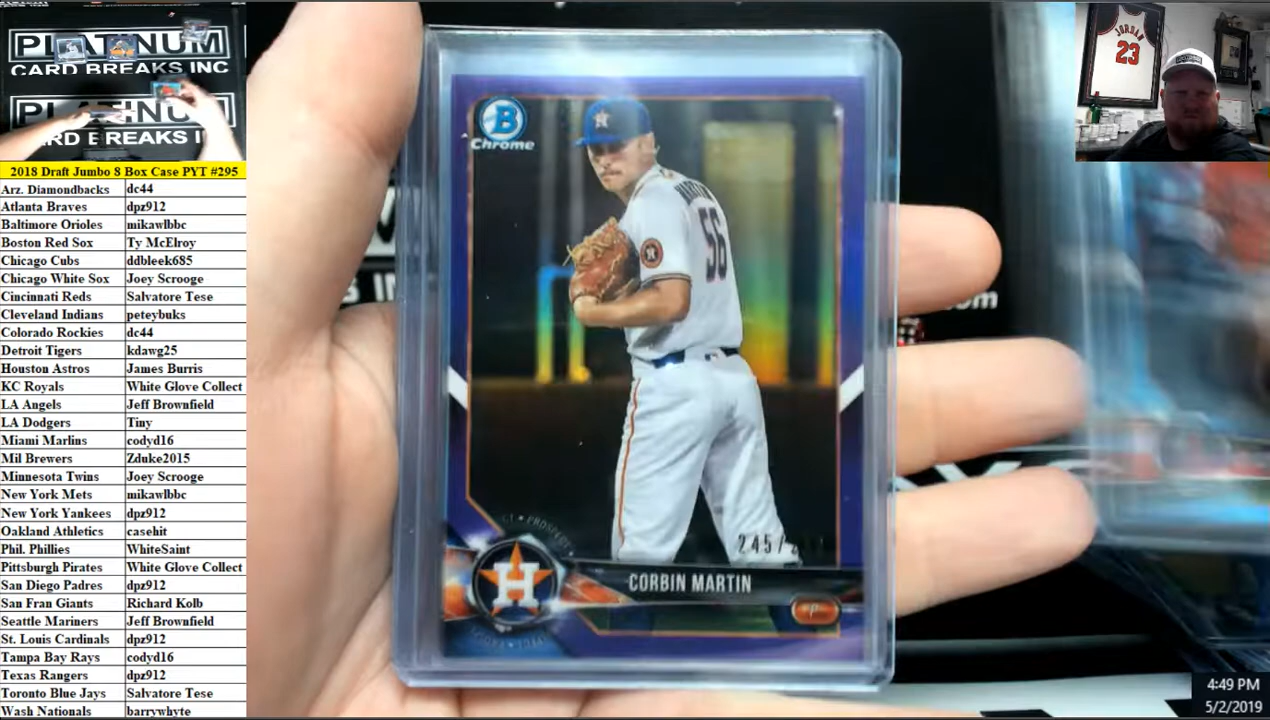 PLATINUM
CARD BREAKS INC
PLATINUM
CARD BREAKS INC
2018 Draft Jumbo 8 Box Case PYT #295
Arz. Diamondbacks dc44
Atlanta Braves dpz912
Baltimore Orioles mikawlbbc
Boston Red Sox Ty McElroy
Chicago Cubs ddbleek685
Chicago White Sox Joey Scrooge
Cincinnati Reds Salvatore Tese
Cleveland Indians peteybuks
Colorado Rockies dc44
Detroit Tigers kdawg25
Houston Astros James Burris
KC Royals White Glove Collect
LA Angels Jeff Brownfield
LA Dodgers Tiny
Miami Marlins codyd16
Mil Brewers Zduke2015
Minnesota Twins Joey Scrooge
New York Mets mikawlbbc
New York Yankees dpz912
Oakland Athletics casehit
Phil. Phillies WhiteSaint
Pittsburgh Pirates White Glove Collect
San Diego Padres dpz912
San Fran Giants Richard Kolb
Seattle Mariners Jeff Brownfield
St. Louis Cardinals dpz912
Tampa Bay Rays codyd16
Texas Rangers dpz912
Toronto Blue Jays Salvatore Tese
Wash Nationals barrywhyte
B
Chrome
56
245/
H
CORBIN MARTIN
P
JORDAN
23
4:49 PM
5/2/2019